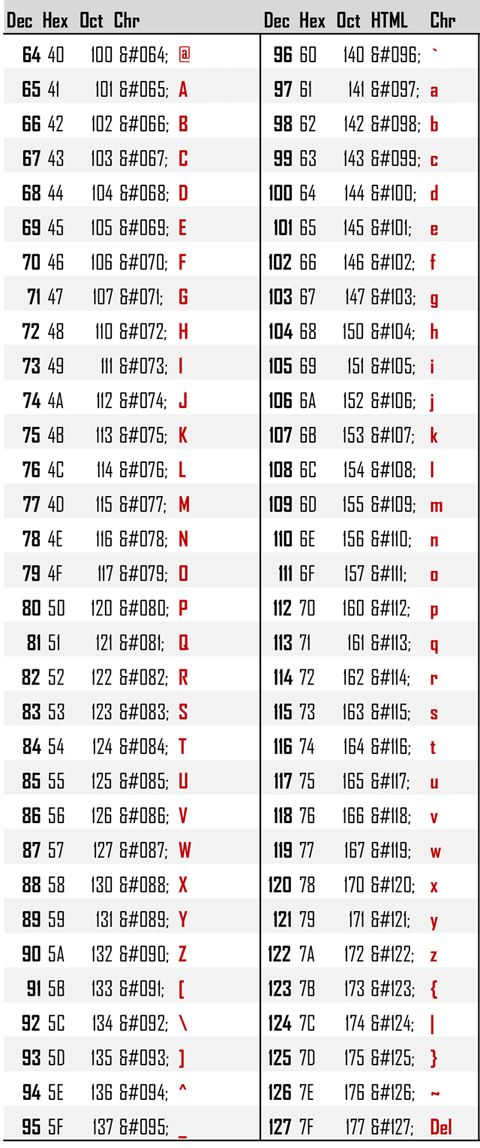 Dec Hex Oct Chr Dec Hex Oct HTML Chr
64 40 100 &#064; @ 96 60 140 &#096; `
65 41 101 &#065; A 97 61 141 &#097; a
66 42 102 &#066; B 98 62 142 &#098; b
67 43 103 &#067; C 99 63 143 &#099; c
68 44 104 &#068; D 100 64 144 &#100; d
69 45 105 &#069; E 101 65 145 &#101; e
70 46 106 &#070; F 102 66 146 &#102; f
71 47 107 &#071; G 103 67 147 &#103; g
72 48 110 &#072; H 104 68 150 &#104; h
73 49 111 &#073; I 105 69 151 &#105; i
74 4A 112 &#074; J 106 6A 152 &#106; j
75 4B 113 &#075; K 107 6B 153 &#107; k
76 4C 114 &#076; L 108 6C 154 &#108; l
77 4D 115 &#077; M 109 6D 155 &#109; m
78 4E 116 &#078; N 110 6E 156 &#110; n
79 4F 117 &#079; O 111 6F 157 &#111; o
80 50 120 &#080; P 112 70 160 &#112; p
81 51 121 &#081; Q 113 71 161 &#113; q
82 52 122 &#082; R 114 72 162 &#114; r
83 53 123 &#083; S 115 73 163 &#115; s
84 54 124 &#084; T 116 74 164 &#116; t
85 55 125 &#085; U 117 75 165 &#117; u
86 56 126 &#086; V 118 76 166 &#118; v
87 57 127 &#087; W 119 77 167 &#119; w
88 58 130 &#088; X 120 78 170 &#120; x
89 59 131 &#089; Y 121 79 171 &#121; y
90 5A 132 &#090; Z 122 7A 172 &#122; z
91 5B 133 &#091; [ 123 7B 173 &#123; {
92 5C 134 &#092; \ 124 7C 174 &#124; |
93 5D 135 &#093; ] 125 7D 175 &#125; }
94 5E 136 &#094; ^ 126 7E 176 &#126; ~
95 5F 137 &#095; _ 127 7F 177 &#127; Del